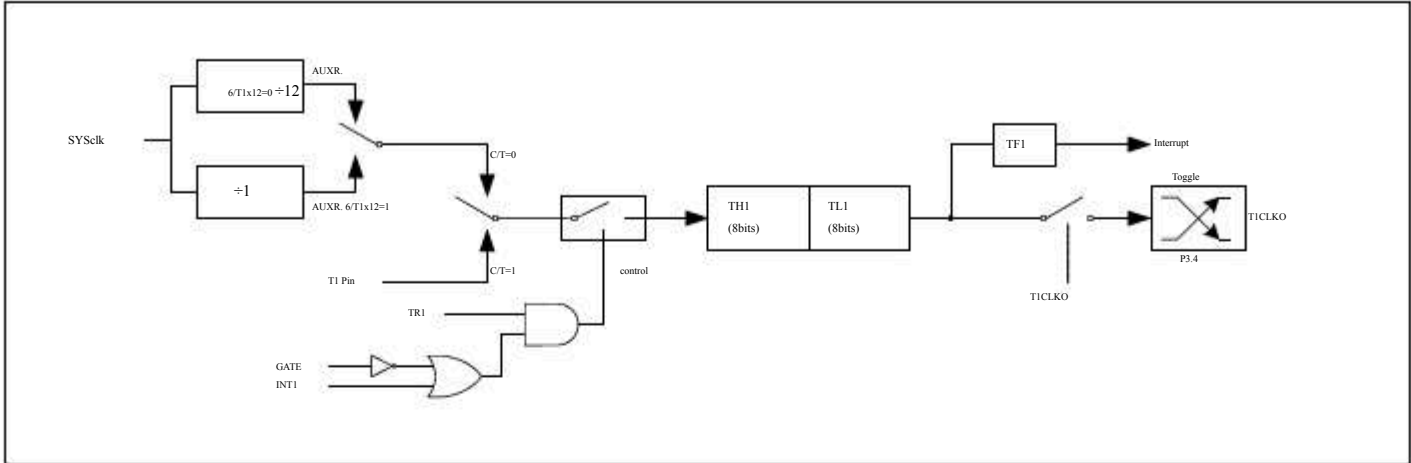 AUXR.
6/T1x12=0 ÷12
SYSclk
÷1
AUXR. 6/T1x12=1
C/T=0
C/T=1
T1 Pin
TR1
GATE
INT1
control
TH1
(8bits)
TL1
(8bits)
TF1
Interrupt
Toggle
T1CLKO
P3.4
T1CLKO